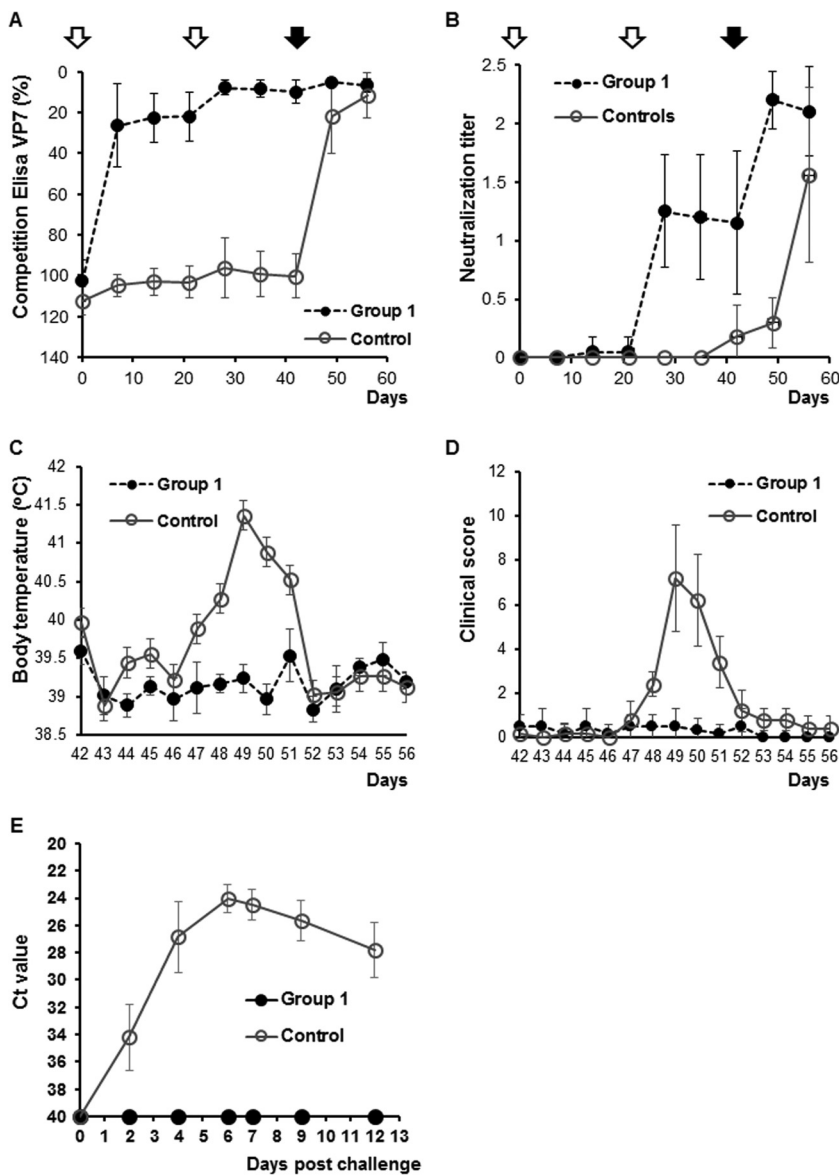 A
Competition Elisa VP7 (%)
0
20
40
60
80
100
120
140
Group 1
Control
0 10 20 30 40 50 60
Days
B
Neutralization titer
2.5
2
1.5
1
0.5
0
Group 1
Controls
0 10 20 30 40 50 60
Days
C
Body temperature (ºC)
42
41.5
41
40.5
40
39.5
39
38.5
Group 1
Control
42 43 44 45 46 47 48 49 50 51 52 53 54 55 56
Days
D
Clinical score
12
10
8
6
4
2
0
Group 1
Control
42 43 44 45 46 47 48 49 50 51 52 53 54 55 56
Days
E
Ct value
20
22
24
26
28
30
32
34
36
38
40
Group 1
Control
0 1 2 3 4 5 6 7 8 9 10 11 12 13
Days post challenge